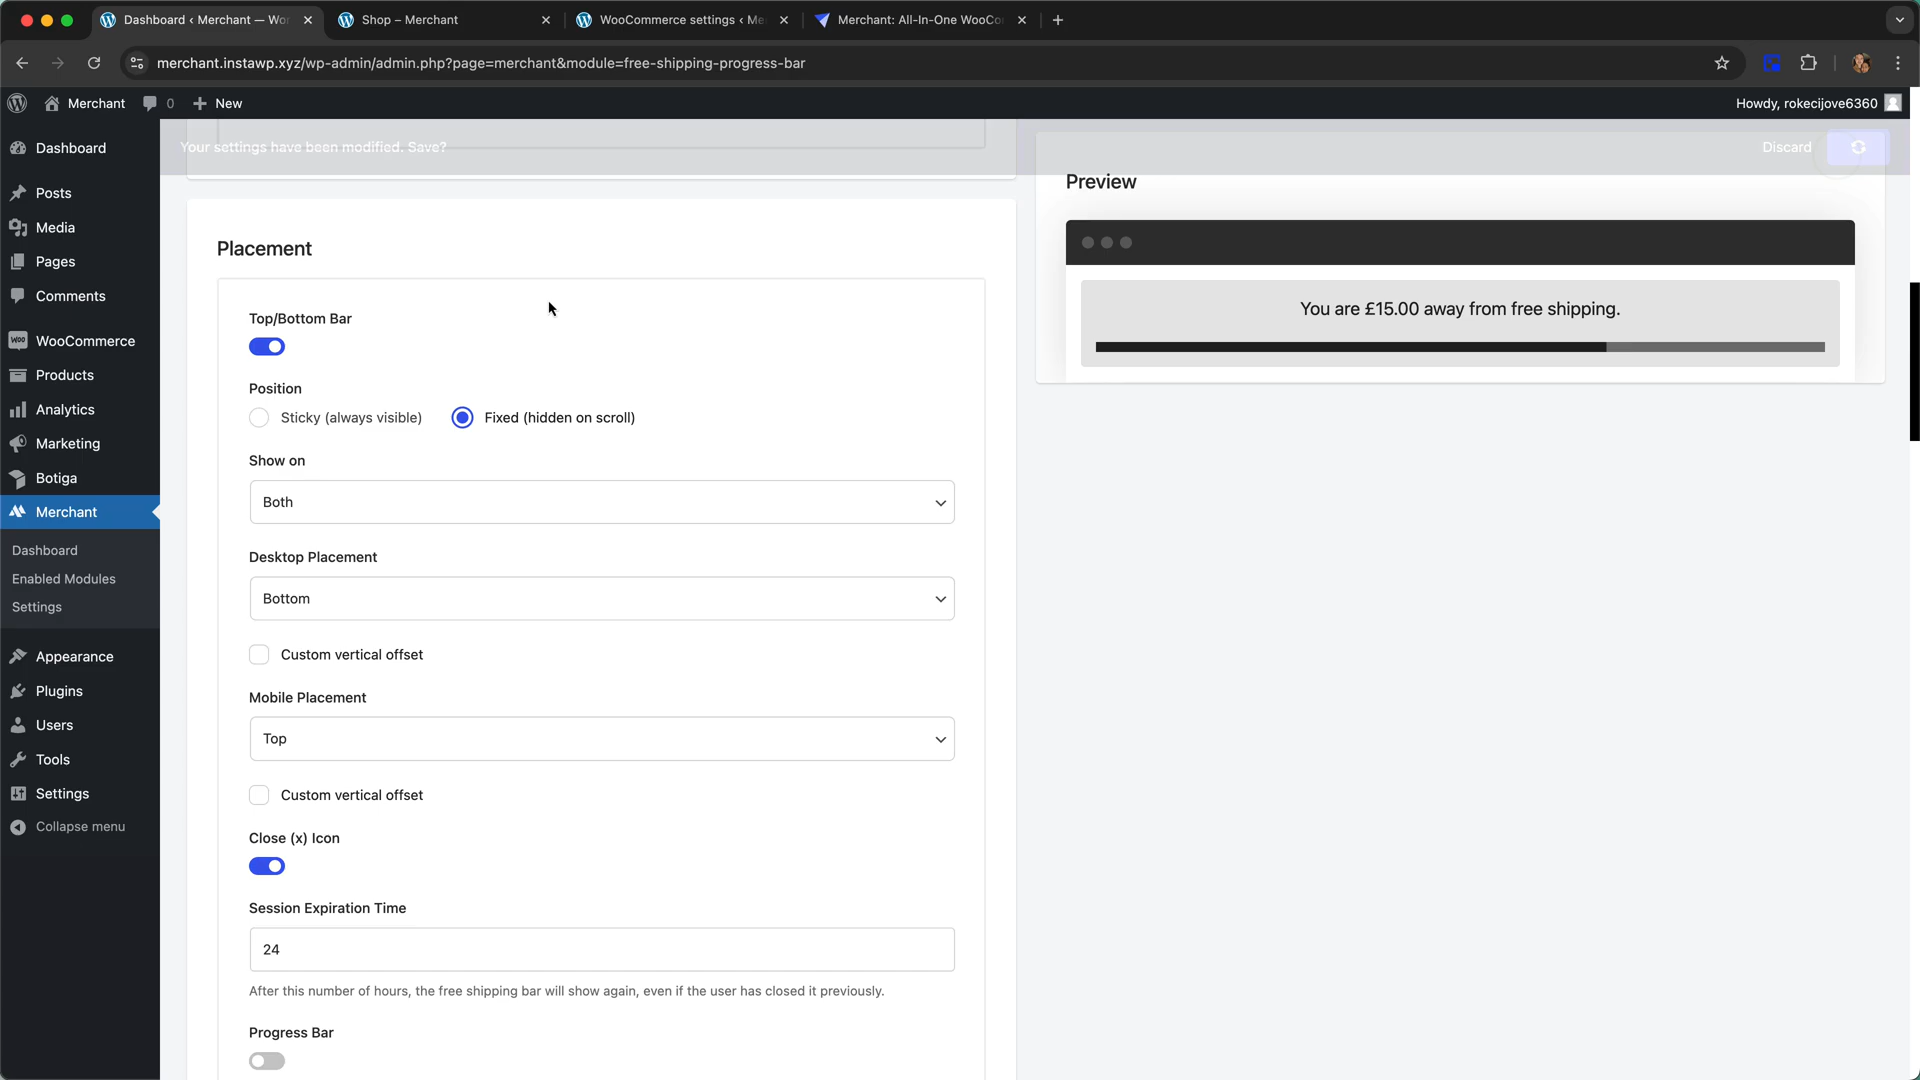 Dashboard ‹ Merchant — Wor
Shop – Merchant
WooCommerce settings ‹ Me
Merchant: All-In-One WooCo
merchant.instawp.xyz/wp-admin/admin.php?page=merchant&module=free-shipping-progress-bar
Merchant
0
New
Howdy, rokecijove6360
Your settings have been modified. Save?
Discard
Dashboard
Posts
Media
Pages
Comments
WooCommerce
Products
Analytics
Marketing
Botiga
Merchant
Dashboard
Enabled Modules
Settings
Appearance
Plugins
Users
Tools
Settings
Collapse menu
Placement
Top/Bottom Bar
Position
Sticky (always visible)
Fixed (hidden on scroll)
Show on
Both
Desktop Placement
Bottom
Custom vertical offset
Mobile Placement
Top
Custom vertical offset
Close (x) Icon
Session Expiration Time
24
After this number of hours, the free shipping bar will show again, even if the user has closed it previously.
Progress Bar
Preview
You are £15.00 away from free shipping.